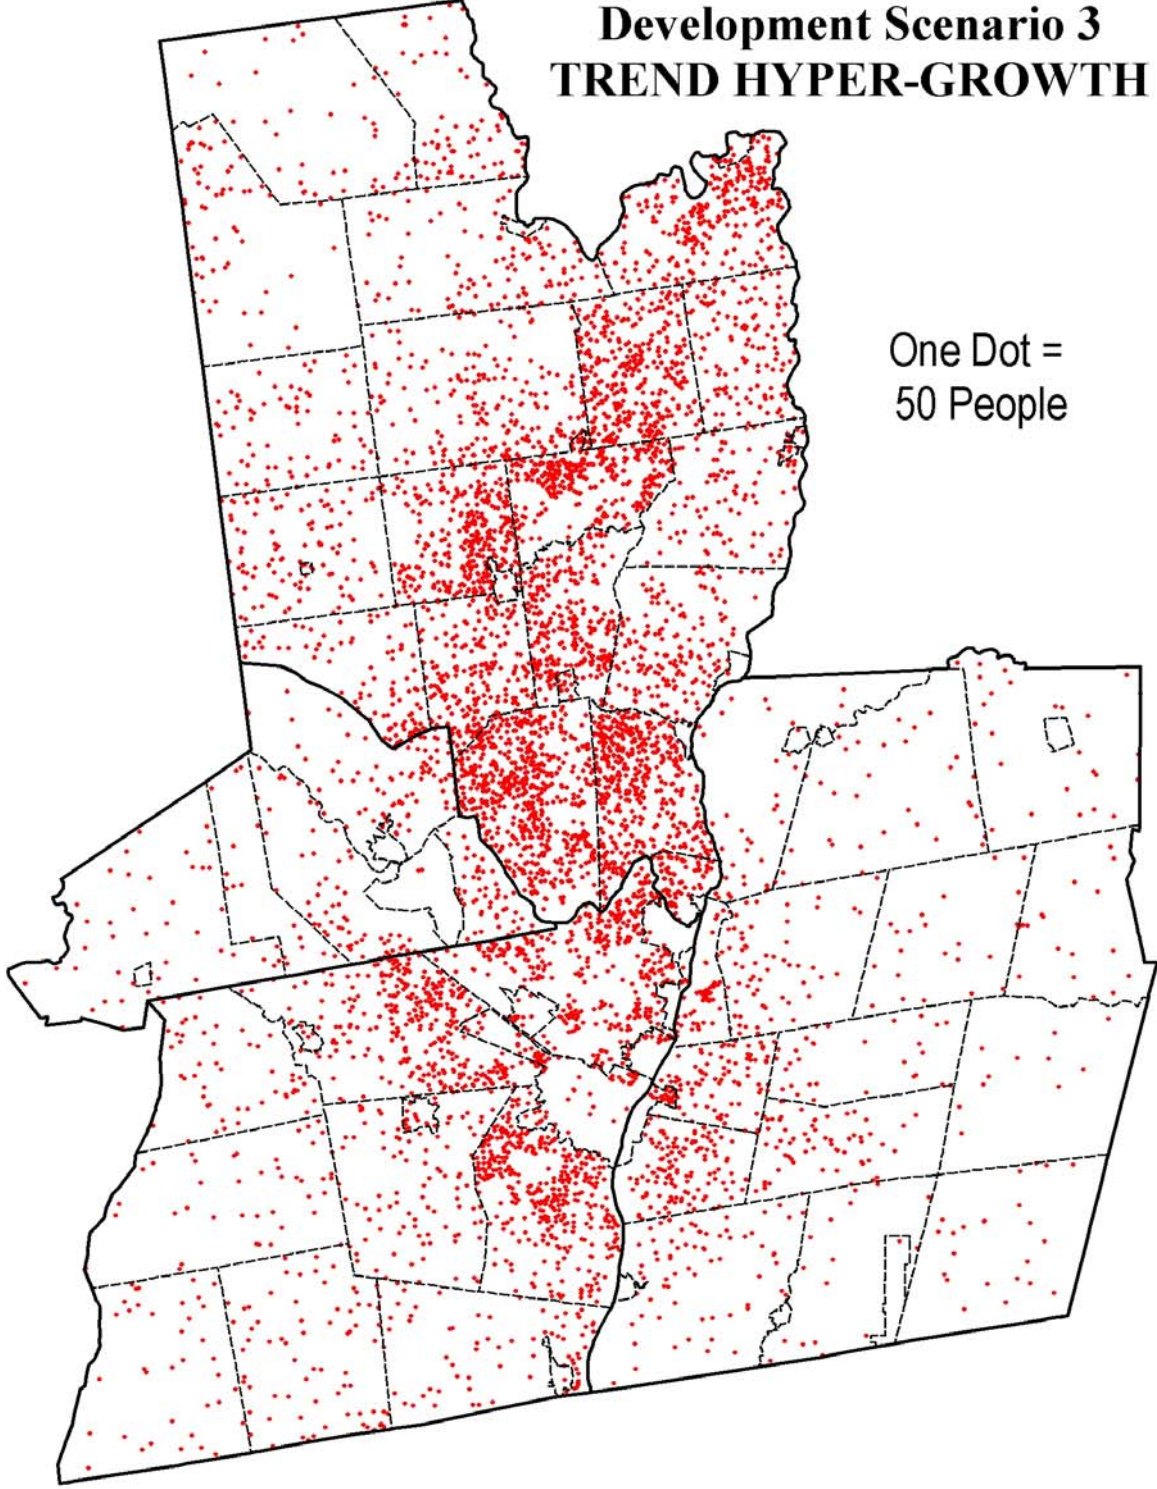 Development Scenario 3
TREND HYPER-GROWTH
One Dot =
50 People